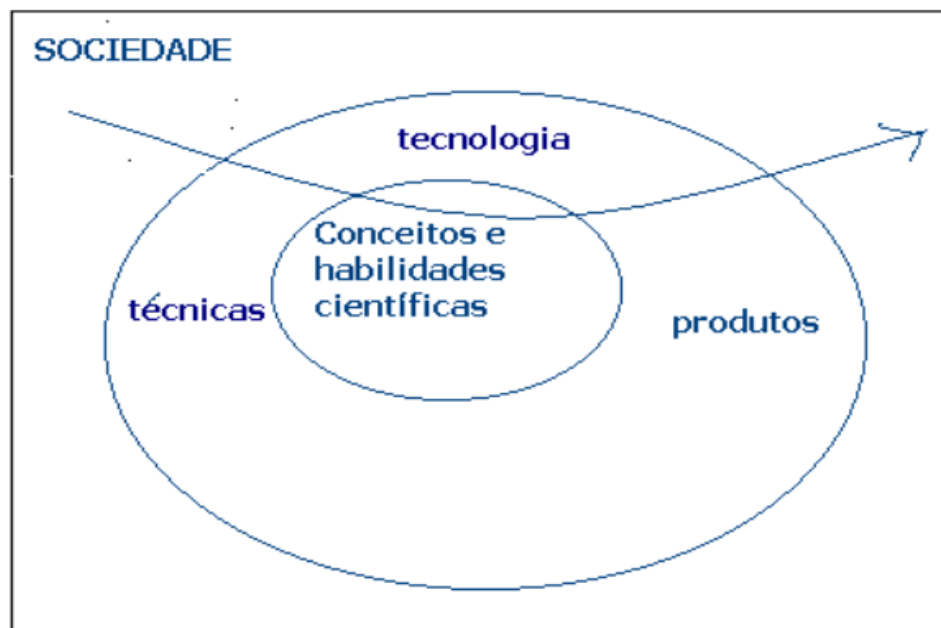 SOCIEDADE
tecnologia
Conceitos e
habilidades
científicas
técnicas
produtos